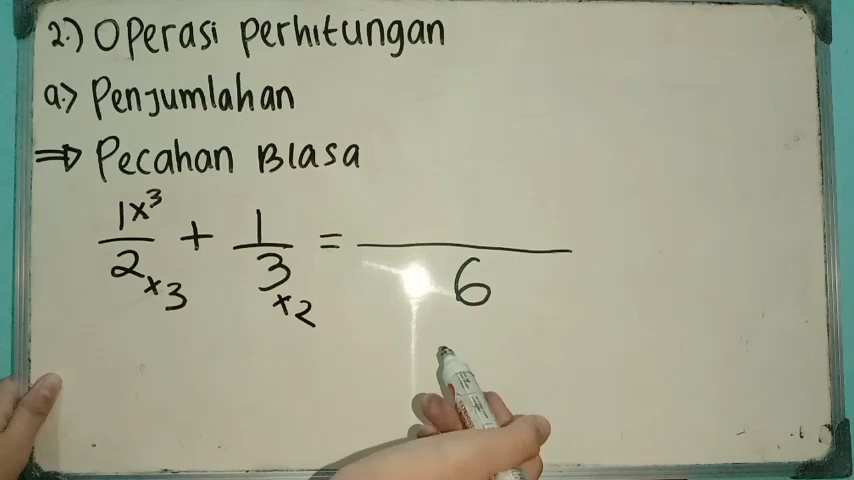 2.) Operasi perhitungan
a.) Penjumlahan
⇒ Pecahan Biasa
1x3 + 1 = 
2x3 3x2 6